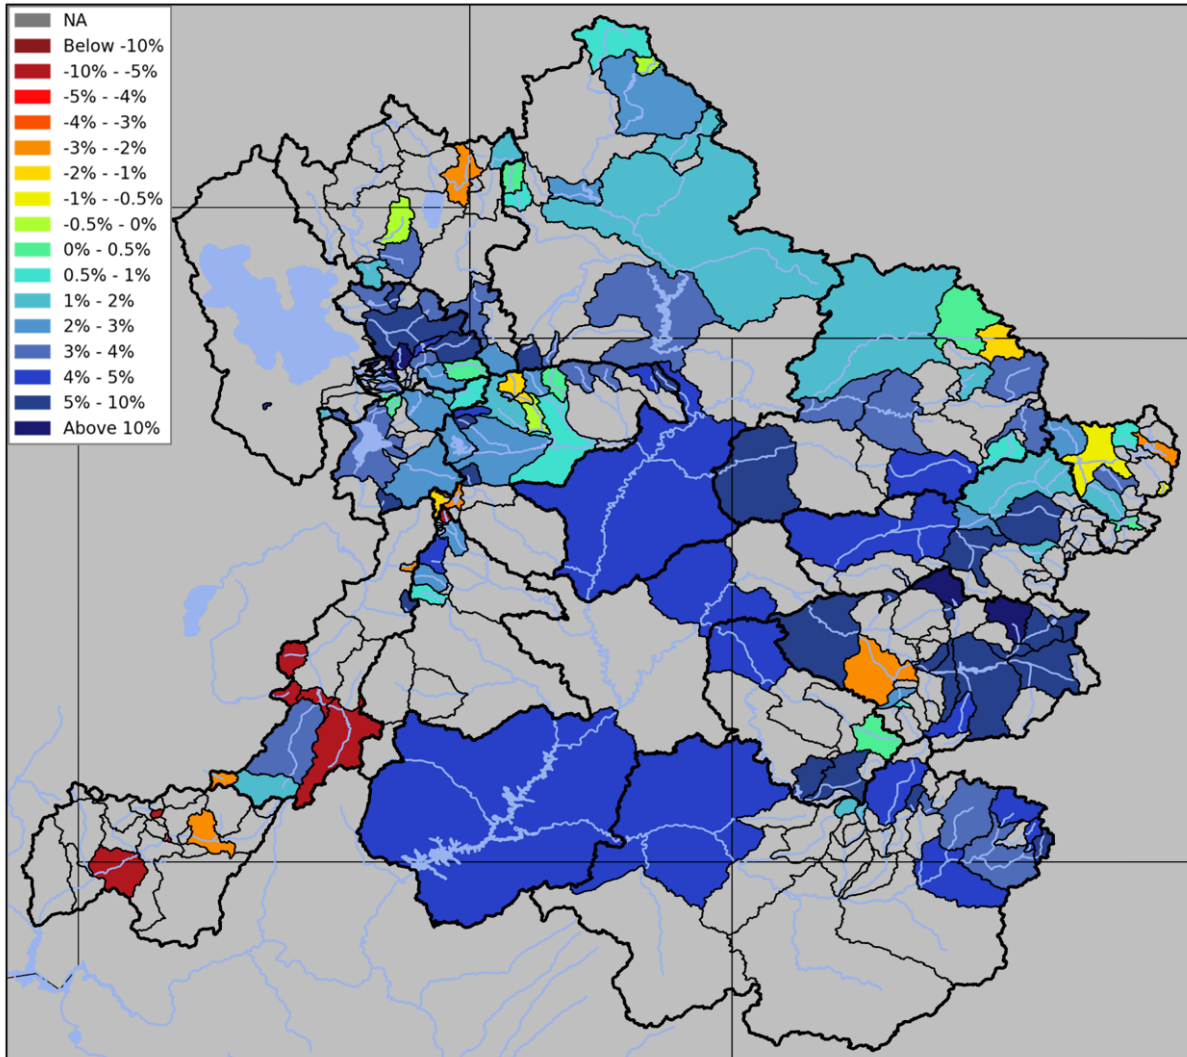 NA
Below -10%
-10% - -5%
-5% - -4%
-4% - -3%
-3% - -2%
-2% - -1%
-1% - -0.5%
-0.5% - 0%
0% - 0.5%
0.5% - 1%
1% - 2%
2% - 3%
3% - 4%
4% - 5%
5% - 10%
Above 10%